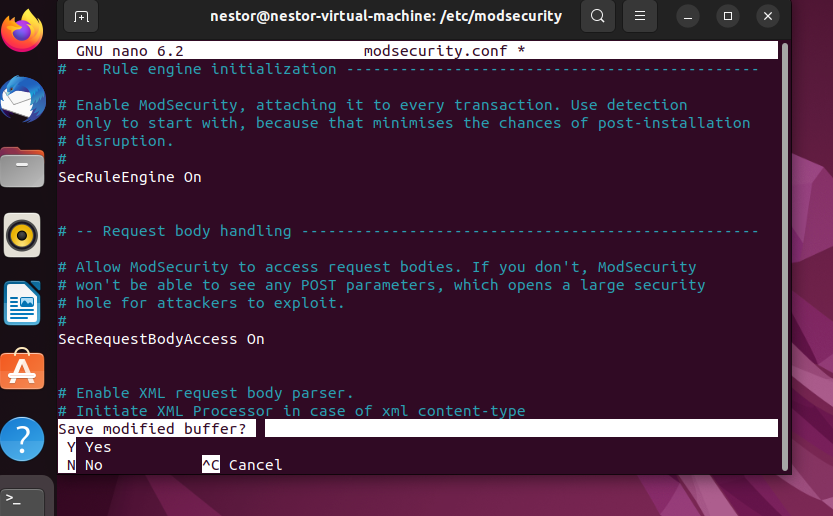 nestor@nestor-virtual-machine: /etc/modsecurity
GNU nano 6.2 modsecurity.conf *
# -- Rule engine initialization ----------------------------------------------
# Enable ModSecurity, attaching it to every transaction. Use detection
# only to start with, because that minimises the chances of post-installation
# disruption.
#
SecRuleEngine On
# -- Request body handling ---------------------------------------------------
# Allow ModSecurity to access request bodies. If you don't, ModSecurity
# won't be able to see any POST parameters, which opens a large security
# hole for attackers to exploit.
#
SecRequestBodyAccess On
# Enable XML request body parser.
# Initiate XML Processor in case of xml content-type
Save modified buffer?
Y Yes
N No ^C Cancel